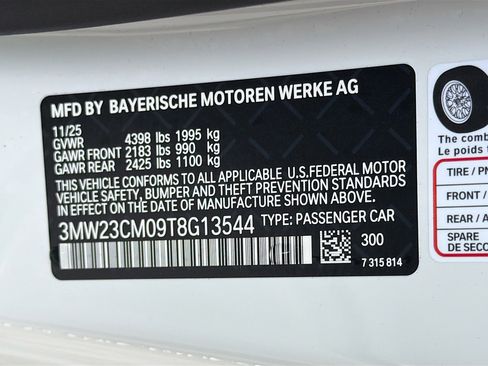 MFD BY BAYERISCHE MOTOREN WERKE AG
11/25
GVWR 4398 lbs 1995 kg
GAWR FRONT 2183 lbs 990 kg
GAWR REAR 2425 lbs 1100 kg
THIS VEHICLE CONFORMS TO ALL APPLICABLE U.S.FEDERAL MOTOR
VEHICLE SAFETY, BUMPER AND THEFT PREVENTION STANDARDS
IN EFFECT ON THE DATE OF MANUFACTURE SHOWN ABOVE.
3MW23CM09T8G13544 TYPE: PASSENGER CAR
300
7 315 814
The comb
Le poids t
TIRE / PN
FRONT /
REAR / A
SPARE
DE SECO